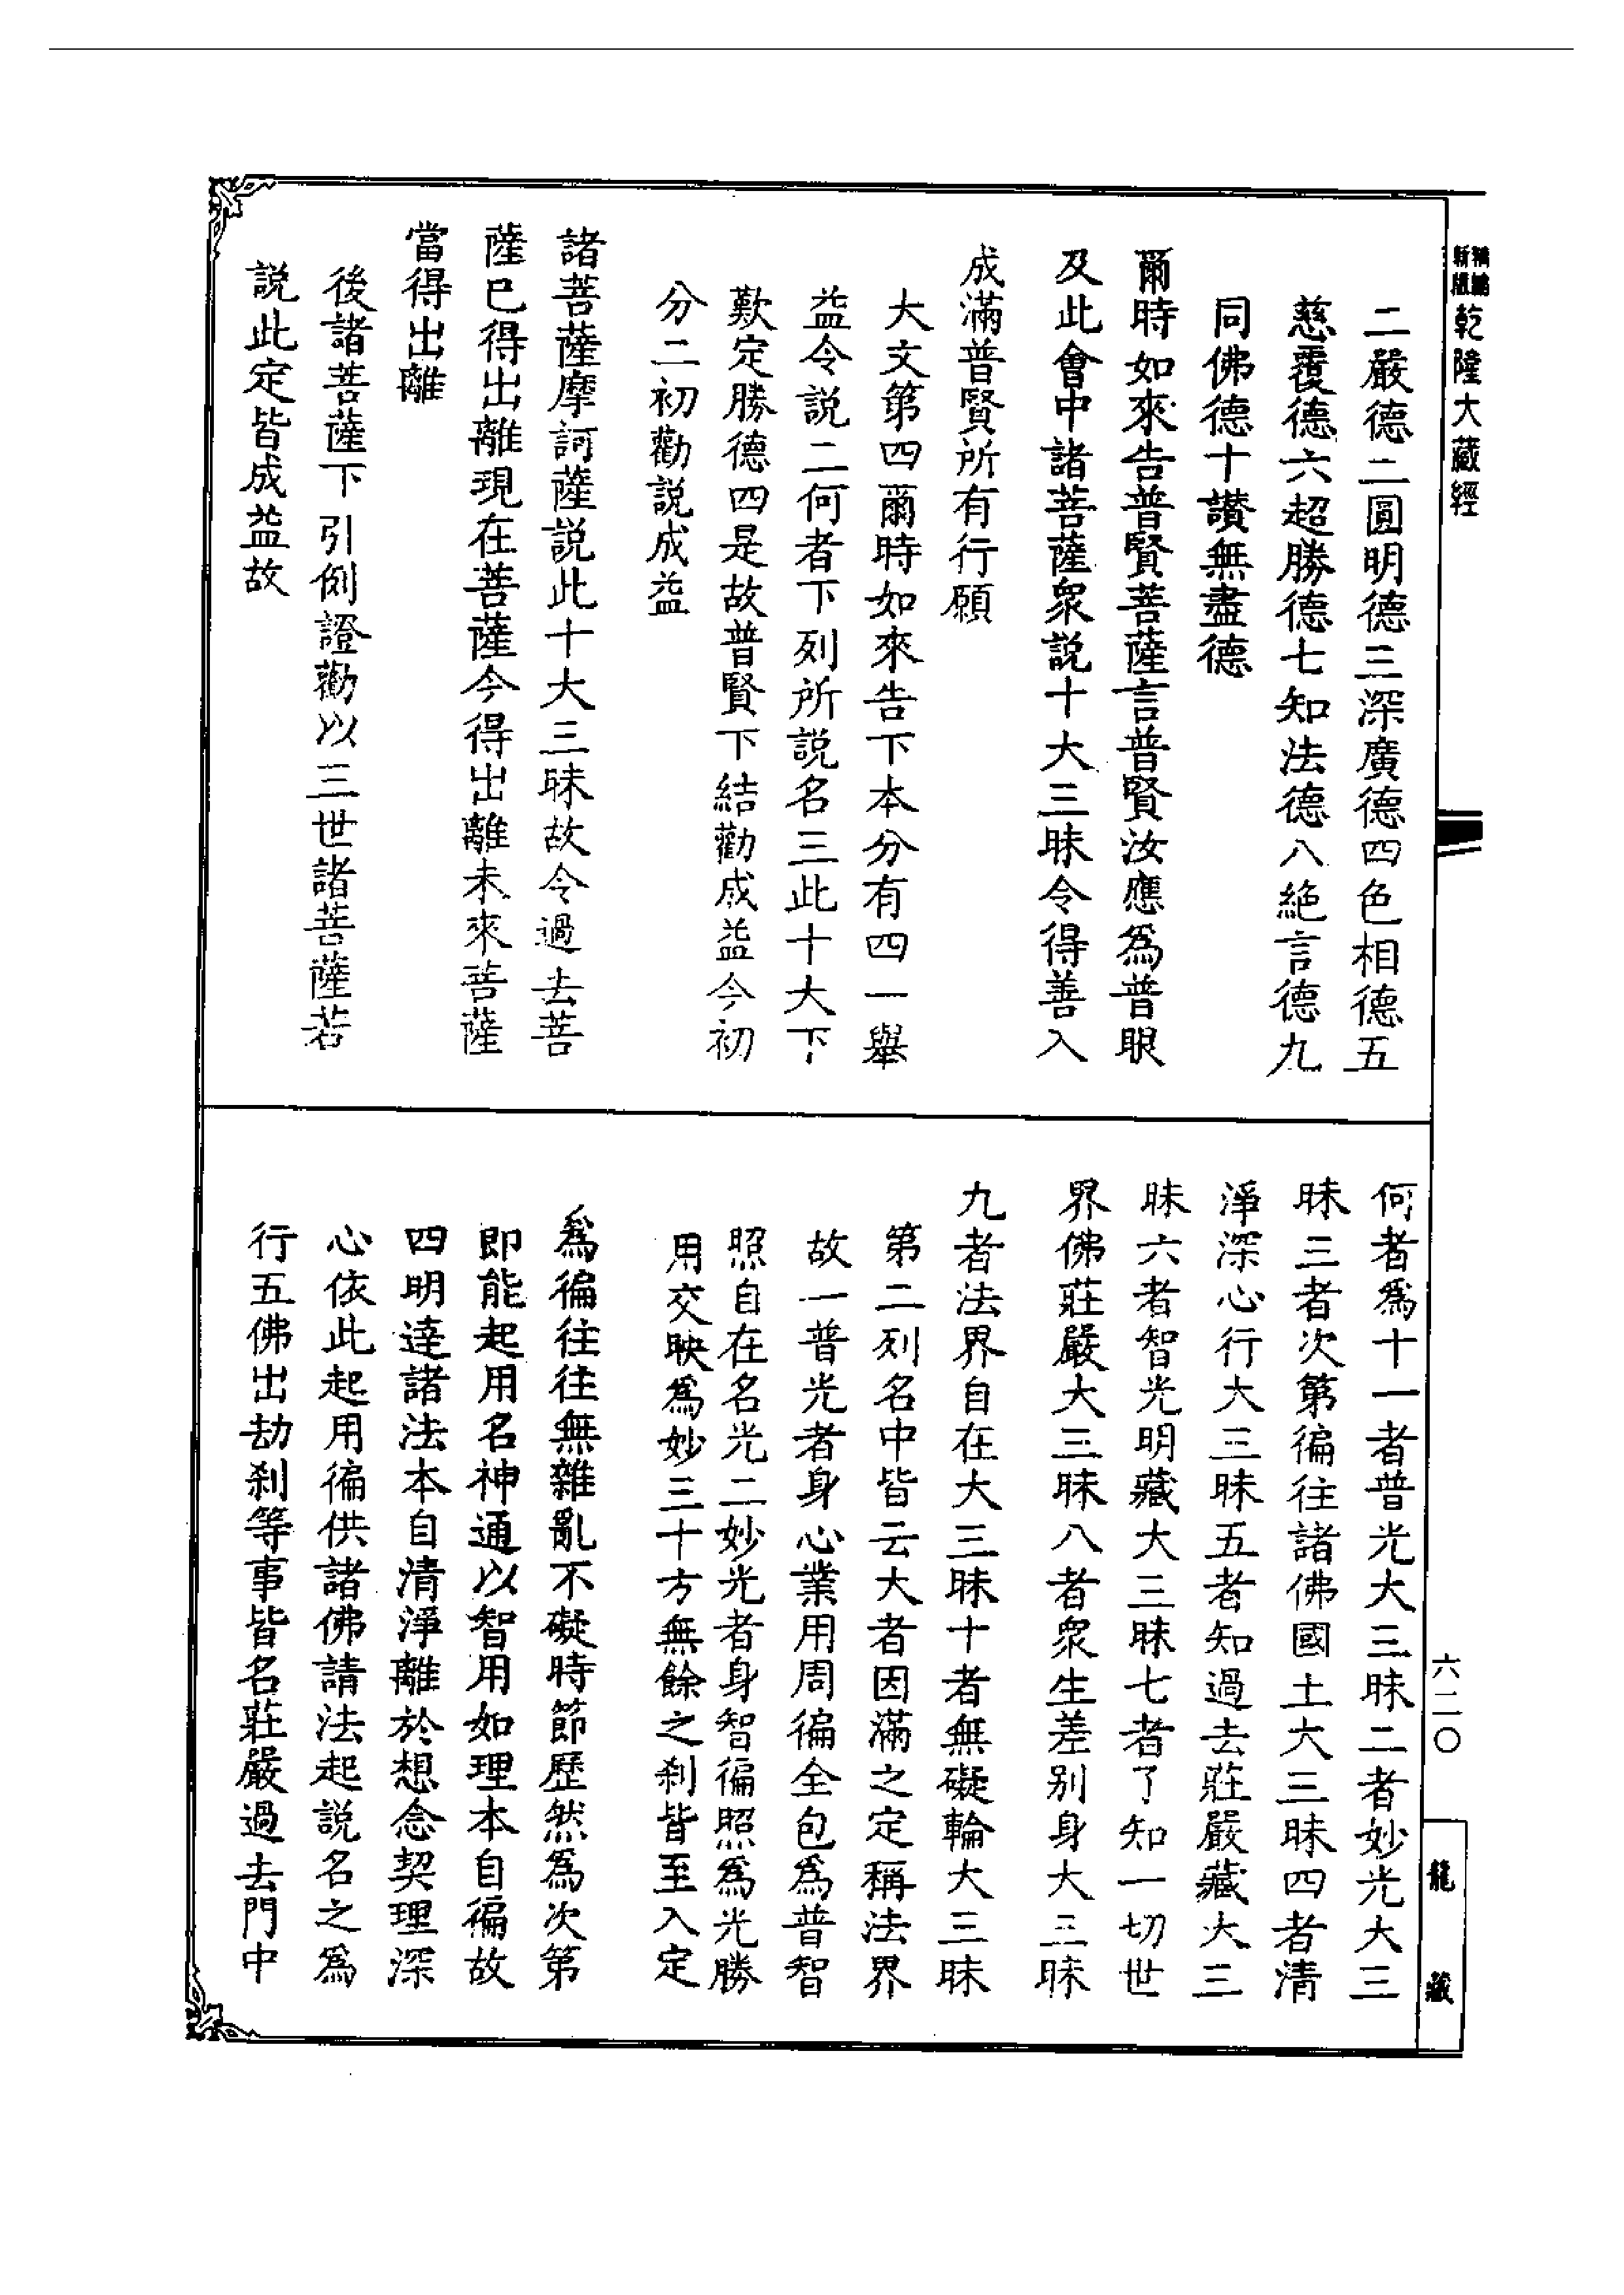 乾隆大藏經
二嚴德二圓明德三深廣德四色相德五
慈覆德六超勝德七知法德八絶言德九
同佛德十讚無盡德
爾時如來告普賢菩薩言普賢汝應爲普眼
及此會中諸菩薩衆説十大三昧令得善入
成滿普賢所有行願
大文第四爾時如來告下本分有四一舉
益令説二何者下列所説名三此十大下
歎定勝德四是故普賢下結勸成益今初
分二初勸説成益
諸菩薩摩訶薩説此十大三昧故令過去菩
薩已得出離現在菩薩今得出離未來菩薩
當得出離
後諸菩薩下引例證勸以三世諸菩薩若
説此定皆成益故
何者爲十一者普光大三昧二者妙光大三
昧三者次第徧往諸佛國土大三昧四者清
淨深心行大三昧五者知過去莊嚴藏大三
昧六者智光明藏大三昧七者了知一切世
界佛莊嚴大三昧八者衆生差別身大三昧
九者法界自在大三昧十者無礙輪大三昧
第二列名中皆云大者因滿之定稱法界
故一普光者身心業用周徧全包爲普智
照自在名光二妙光者身智徧照爲光勝
用交映爲妙三十方無餘之刹皆至入定
爲徧往往無雜亂不礙時節歷然爲次第
即能起用名神通以智用如理本自徧故
四明達諸法本自清淨離於想念契理深
心依此起用徧供諸佛請法起説名之爲
行五佛出劫刹等事皆名莊嚴過去門中
六二〇
龍藏